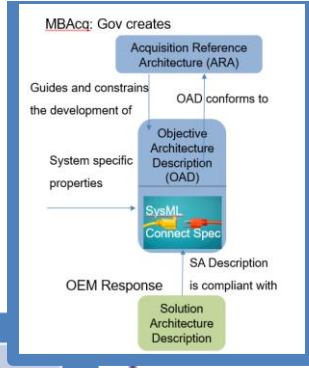 MBAcq: Gov creates
Acquisition Reference
Architecture (ARA)
Guides and constrains
the development of
OAD conforms to
Objective
Architecture
Description
(OAD)
System specific
properties
SysML
Connect Spec
SA Description
is compliant with
OEM Response
Solution
Architecture
Description